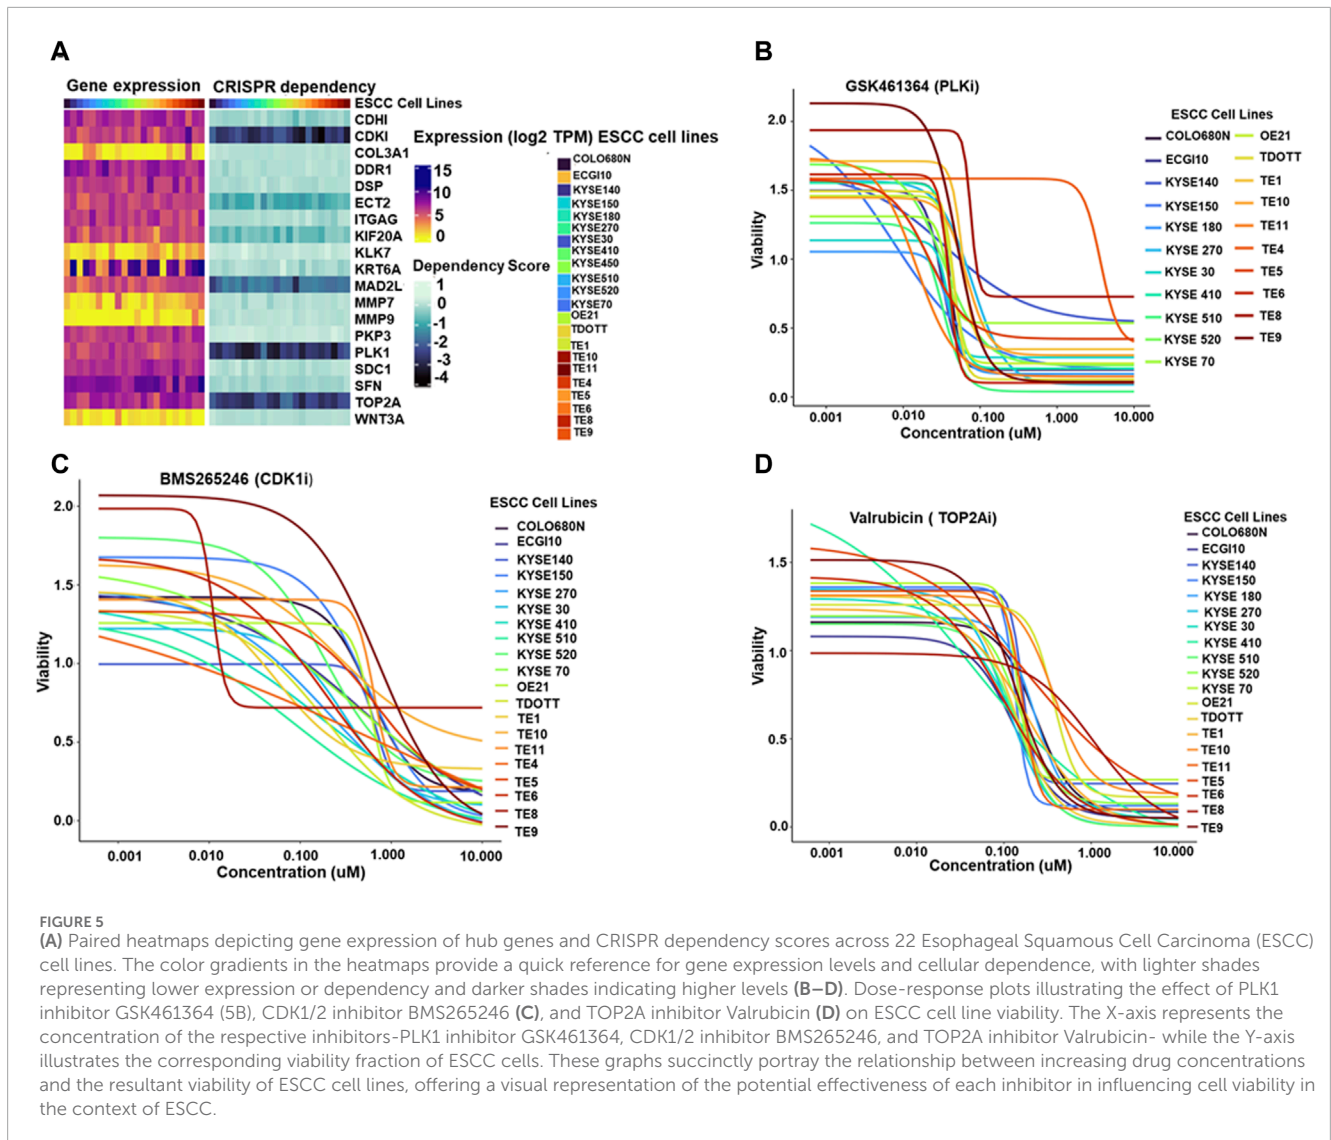 A
Gene expression
CRISPR dependency
ESCC Cell Lines
CDHI
CDKI
COL3A1
DDR1
DSP
ECT2
ITGAG
KIF20A
KLK7
KRT6A
MAD2L
MMP7
MMP9
PKP3
PLK1
SDC1
SFN
TOP2A
WNT3A
Expression (log2 TPM) ESCC cell lines
15
10
5
0
Dependency Score
1
0
-1
-2
-3
-4
COLO680N
ECGI10
KYSE140
KYSE150
KYSE180
KYSE270
KYSE30
KYSE410
KYSE450
KYSE510
KYSE520
KYSE70
OE21
TDOTT
TE1
TE10
TE11
TE4
TE5
TE6
TE8
TE9
B
GSK461364 (PLKi)
Viability
2.0
1.5
1.0
0.5
0.0
0.001
0.010
0.100
1.000
10.000
Concentration (uM)
ESCC Cell Lines
COLO680N
ECGI10
KYSE140
KYSE150
KYSE 180
KYSE 270
KYSE 30
KYSE 410
KYSE 510
KYSE 520
KYSE 70
OE21
TDOTT
TE1
TE10
TE11
TE4
TE5
TE6
TE8
TE9
C
BMS265246 (CDK1i)
Viability
2.0
1.5
1.0
0.5
0.0
0.001
0.010
0.100
1.000
10.000
Concentration (uM)
ESCC Cell Lines
COLO680N
ECGI10
KYSE140
KYSE150
KYSE 270
KYSE 30
KYSE 410
KYSE 510
KYSE 520
KYSE 70
OE21
TDOTT
TE1
TE10
TE11
TE4
TE5
TE6
TE8
TE9
D
Valrubicin ( TOP2Ai)
Viability
1.5
1.0
0.5
0.0
0.001
0.010
0.100
1.000
10.000
Concentration (uM)
ESCC Cell Lines
COLO680N
ECGI10
KYSE140
KYSE150
KYSE 180
KYSE 270
KYSE 30
KYSE 410
KYSE 510
KYSE 520
KYSE 70
OE21
TDOTT
TE1
TE10
TE11
TE5
TE6
TE8
TE9
FIGURE 5
(A) Paired heatmaps depicting gene expression of hub genes and CRISPR dependency scores across 22 Esophageal Squamous Cell Carcinoma (ESCC)
cell lines. The color gradients in the heatmaps provide a quick reference for gene expression levels and cellular dependence, with lighter shades
representing lower expression or dependency and darker shades indicating higher levels (B–D). Dose-response plots illustrating the effect of PLK1
inhibitor GSK461364 (5B), CDK1/2 inhibitor BMS265246 (C), and TOP2A inhibitor Valrubicin (D) on ESCC cell line viability. The X-axis represents the
concentration of the respective inhibitors-PLK1 inhibitor GSK461364, CDK1/2 inhibitor BMS265246, and TOP2A inhibitor Valrubicin- while the Y-axis
illustrates the corresponding viability fraction of ESCC cells. These graphs succinctly portray the relationship between increasing drug concentrations
and the resultant viability of ESCC cell lines, offering a visual representation of the potential effectiveness of each inhibitor in influencing cell viability in
the context of ESCC.